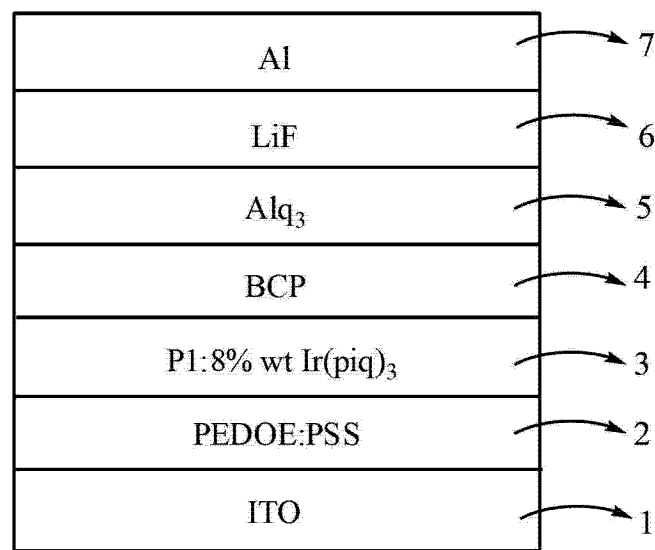 Al 7
LiF 6
Alq₃ 5
BCP 4
P1:8% wt Ir(piq)₃ 3
PEDOE:PSS 2
ITO 1